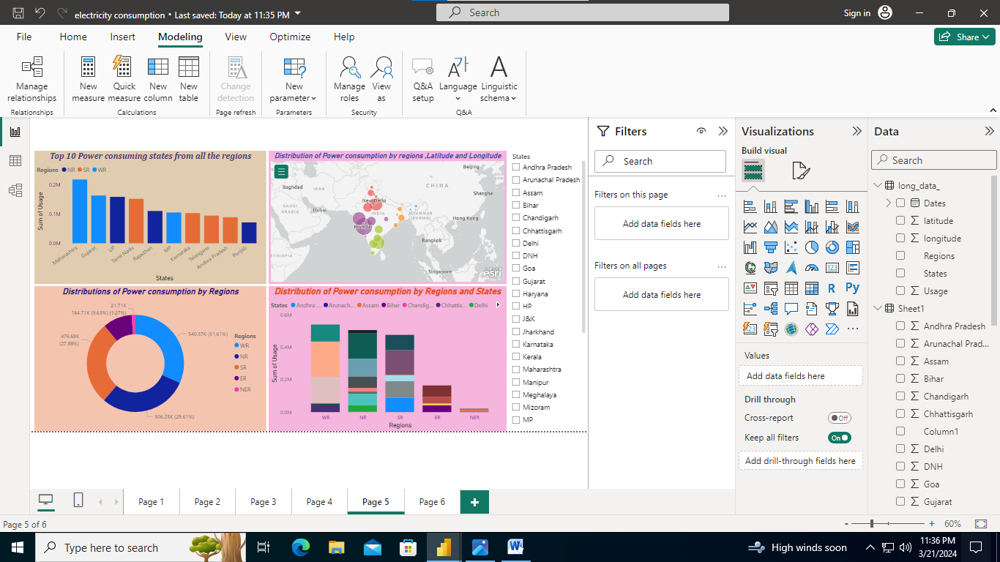 electricity consumption • Last saved: Today at 11:35 PM
Search
Sign in
File
Home
Insert
Modeling
View
Optimize
Help
Share
Manage relationships
New measure
Quick measure
New column
New table
Change detection
New parameter
Manage roles
View as
Q&A setup
Language
Linguistic schema
Relationships
Calculations
Page refresh
Parameters
Security
Q&A
Top 10 Power consuming states from all the regions
Regions NR SR WR
Sum of Usage
0.2M
0.1M
0.0M
Maharashtra
Gujarat
UP
Tamil Nadu
Rajasthan
MP
Karnataka
Telangana
Andhra Pradesh
Punjab
States
Distribution of Power consumption by regions ,Latitude and Longitude
Beijing
Baghdad
IRAN
CHINA
Shanghai
New Delhi
SAUDI ARABIA
Dubai
INDIA
MYANMAR (BURMA)
Hong Kong
Mumbai
Bangkok
ETHIOPIA
Singapore
esri
Distributions of Power consumption by Regions
21.71K (1.27%)
164.71K (9.63%)
476.68K (27.88%)
540.37K (31.61%)
506.25K (29.61%)
Regions
WR
NR
SR
ER
NER
Distribution of Power consumption by Regions and States
States Andhra ... Arunach... Assam Bihar Chandig... Chhattis... Delhi
Sum of Usage
0.6M
0.4M
0.2M
0.0M
WR NR SR ER NER
Regions
States
Andhra Pradesh
Arunachal Pradesh
Assam
Bihar
Chandigarh
Chhattisgarh
Delhi
DNH
Goa
Gujarat
Haryana
HP
J&K
Jharkhand
Karnataka
Kerala
Maharashtra
Manipur
Meghalaya
Mizoram
MP
Filters
Search
Filters on this page ...
Add data fields here
Filters on all pages ...
Add data fields here
Visualizations
Build visual
123
R
Py
123
...
Values
Add data fields here
Drill through
Cross-report Off
Keep all filters On
Add drill-through fields here
Data
Search
long_data_
Dates
latitude
longitude
Regions
States
Usage
Sheet1
Andhra Pradesh
Arunachal Prad...
Assam
Bihar
Chandigarh
Chhattisgarh
Column1
Delhi
DNH
Goa
Gujarat
Page 1
Page 2
Page 3
Page 4
Page 5
Page 6
+
Page 5 of 6
- + 60%
Type here to search
High winds soon
11:36 PM
3/21/2024